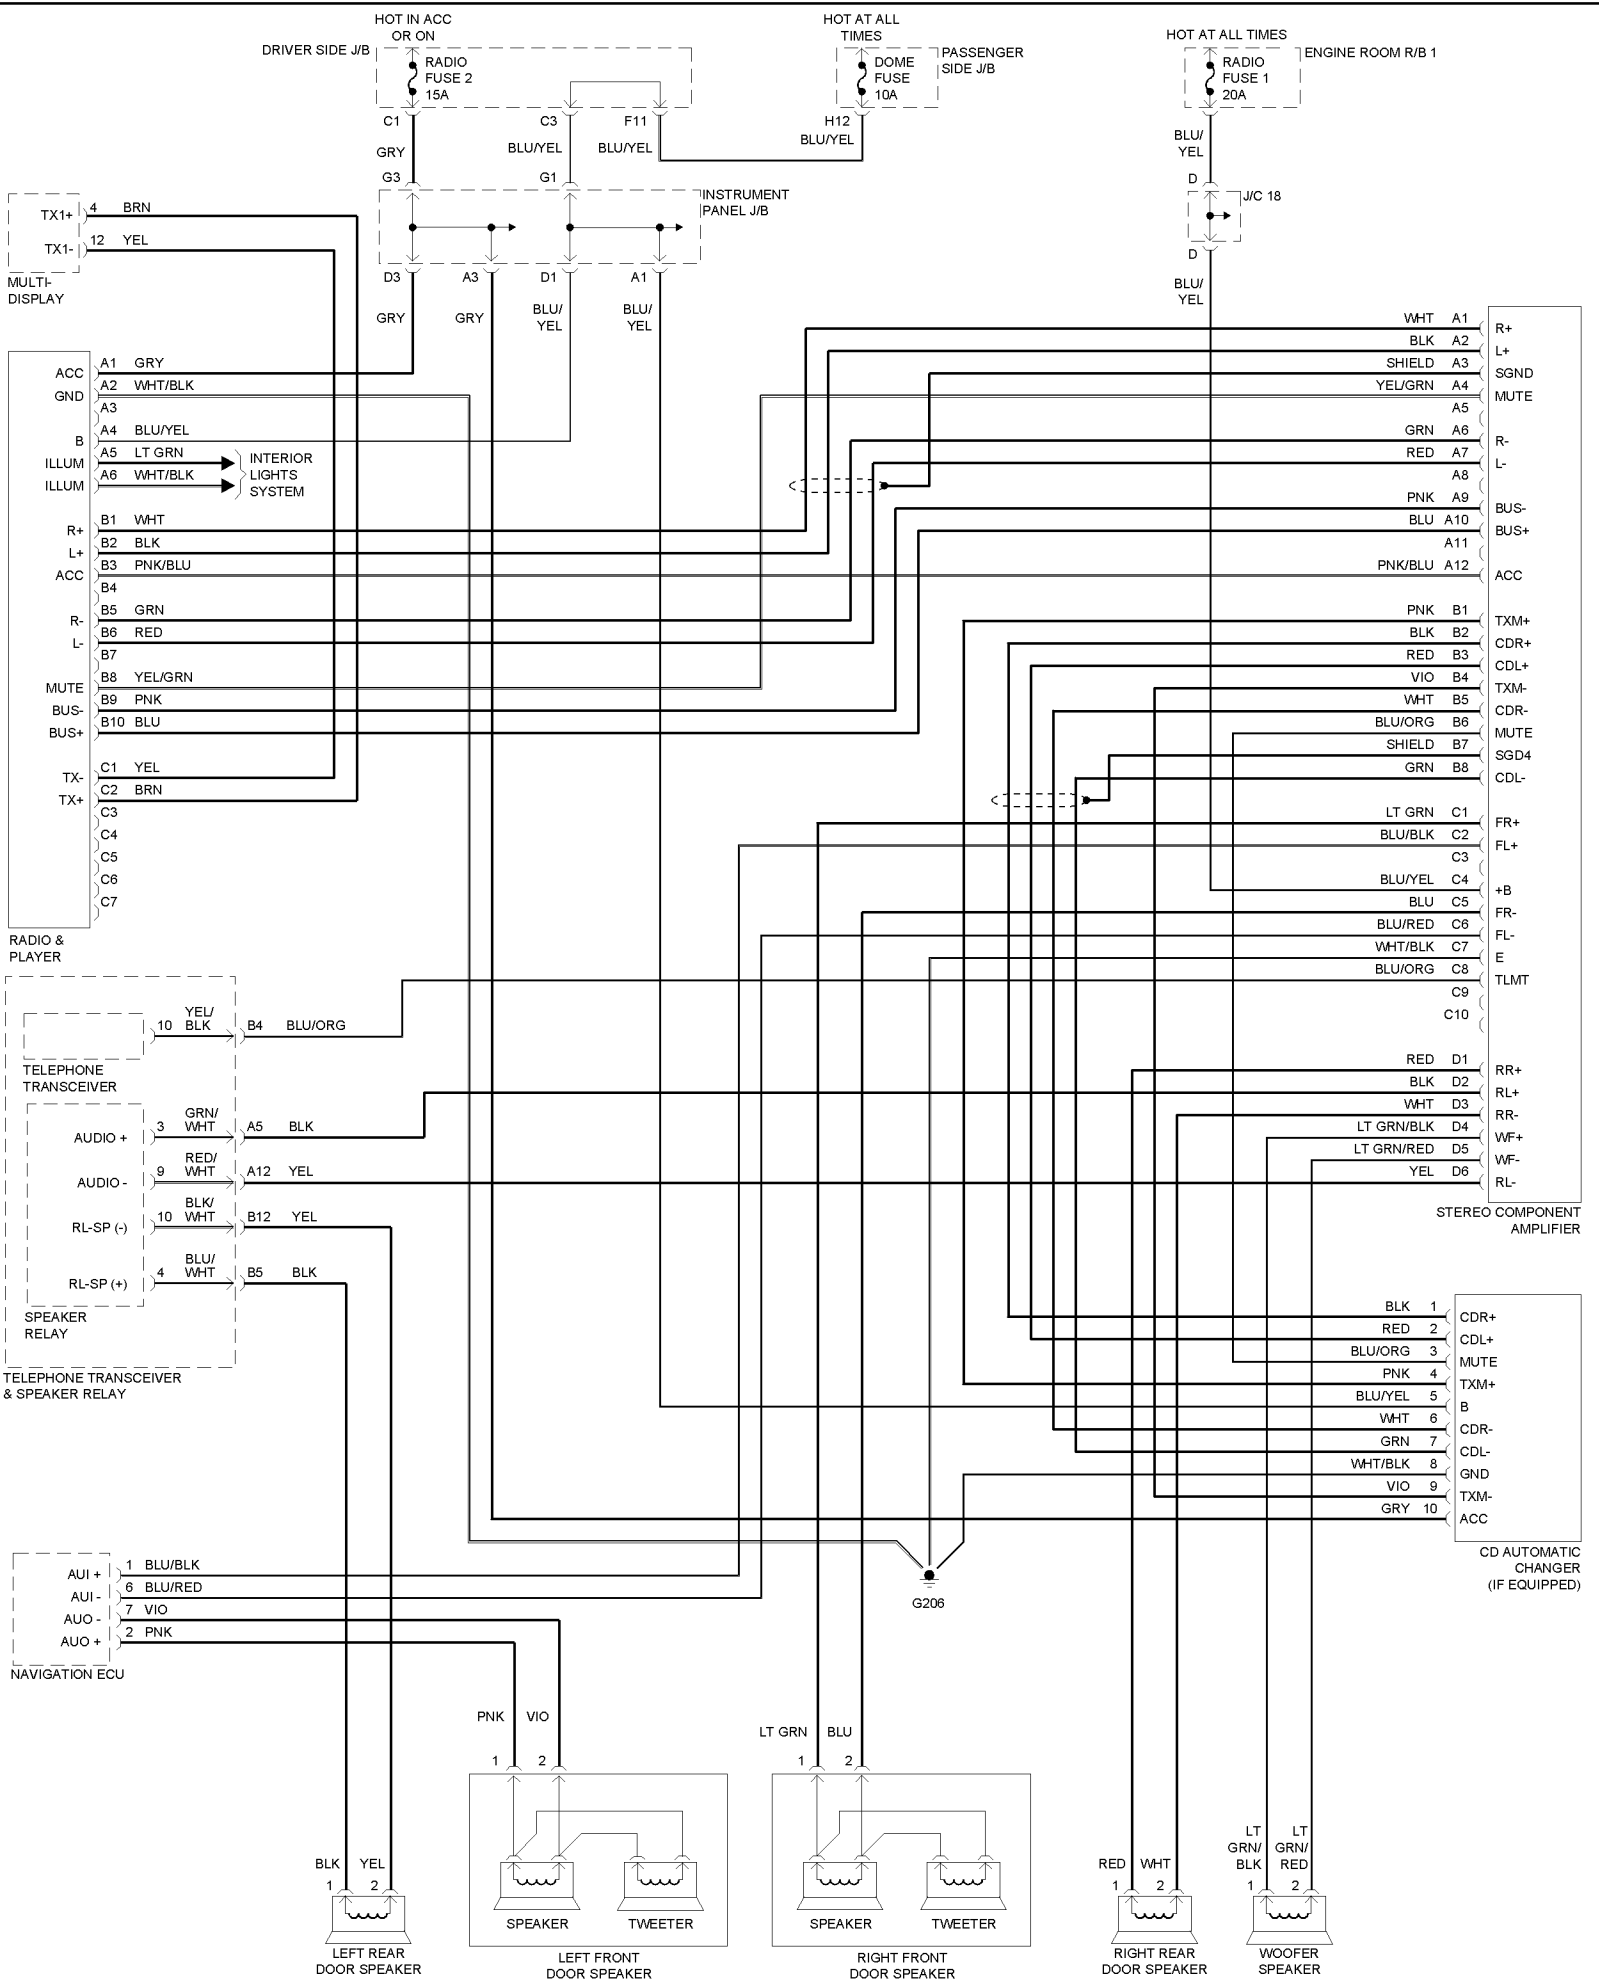 HOT IN ACC
OR ON
DRIVER SIDE J/B
RADIO
FUSE 2
15A
C1
C3
F11
GRY
BLU/YEL
BLU/YEL
G3
G1
HOT AT ALL
TIMES
DOME
FUSE
10A
PASSENGER
SIDE J/B
H12
BLU/YEL
HOT AT ALL TIMES
RADIO
FUSE 1
20A
ENGINE ROOM R/B 1
BLU/
YEL
D
J/C 18
D
BLU/
YEL
INSTRUMENT
PANEL J/B
D3
A3
D1
A1
GRY
GRY
BLU/
YEL
BLU/
YEL
TX1+
4 BRN
TX1-
12 YEL
MULTI-
DISPLAY
ACC A1 GRY
GND A2 WHT/BLK
A3
B A4 BLU/YEL
ILLUM A5 LT GRN
ILLUM A6 WHT/BLK
INTERIOR
LIGHTS
SYSTEM
R+ B1 WHT
L+ B2 BLK
ACC B3 PNK/BLU
B4
R- B5 GRN
L- B6 RED
B7
MUTE B8 YEL/GRN
BUS- B9 PNK
BUS+ B10 BLU
TX- C1 YEL
TX+ C2 BRN
C3
C4
C5
C6
C7
RADIO &
PLAYER
WHT A1 R+
BLK A2 L+
SHIELD A3 SGND
YEL/GRN A4 MUTE
A5
GRN A6 R-
RED A7 L-
A8
PNK A9 BUS-
BLU A10 BUS+
A11
PNK/BLU A12 ACC
PNK B1 TXM+
BLK B2 CDR+
RED B3 CDL+
VIO B4 TXM-
WHT B5 CDR-
BLU/ORG B6 MUTE
SHIELD B7 SGD4
GRN B8 CDL-
LT GRN C1 FR+
BLU/BLK C2 FL+
C3
BLU/YEL C4 +B
BLU C5 FR-
BLU/RED C6 FL-
WHT/BLK C7 E
BLU/ORG C8 TLMT
C9
C10
RED D1 RR+
BLK D2 RL+
WHT D3 RR-
LT GRN/BLK D4 WF+
LT GRN/RED D5 WF-
YEL D6 RL-
STEREO COMPONENT
AMPLIFIER
10 YEL/
BLK B4 BLU/ORG
TELEPHONE
TRANSCEIVER
AUDIO + 3 GRN/
WHT A5 BLK
AUDIO - 9 RED/
WHT A12 YEL
RL-SP (-) 10 BLK/
WHT B12 YEL
RL-SP (+) 4 BLU/
WHT B5 BLK
SPEAKER
RELAY
TELEPHONE TRANSCEIVER
& SPEAKER RELAY
BLK 1 CDR+
RED 2 CDL+
BLU/ORG 3 MUTE
PNK 4 TXM+
BLU/YEL 5 B
WHT 6 CDR-
GRN 7 CDL-
WHT/BLK 8 GND
VIO 9 TXM-
GRY 10 ACC
CD AUTOMATIC
CHANGER
(IF EQUIPPED)
G206
AUI + 1 BLU/BLK
AUI - 6 BLU/RED
AUO - 7 VIO
AUO + 2 PNK
NAVIGATION ECU
BLK YEL
1 2
LEFT REAR
DOOR SPEAKER
PNK VIO
1 2
SPEAKER TWEETER
LEFT FRONT
DOOR SPEAKER
LT GRN BLU
1 2
SPEAKER TWEETER
RIGHT FRONT
DOOR SPEAKER
RED WHT
1 2
RIGHT REAR
DOOR SPEAKER
LT
GRN/
BLK
LT
GRN/
RED
1 2
WOOFER
SPEAKER